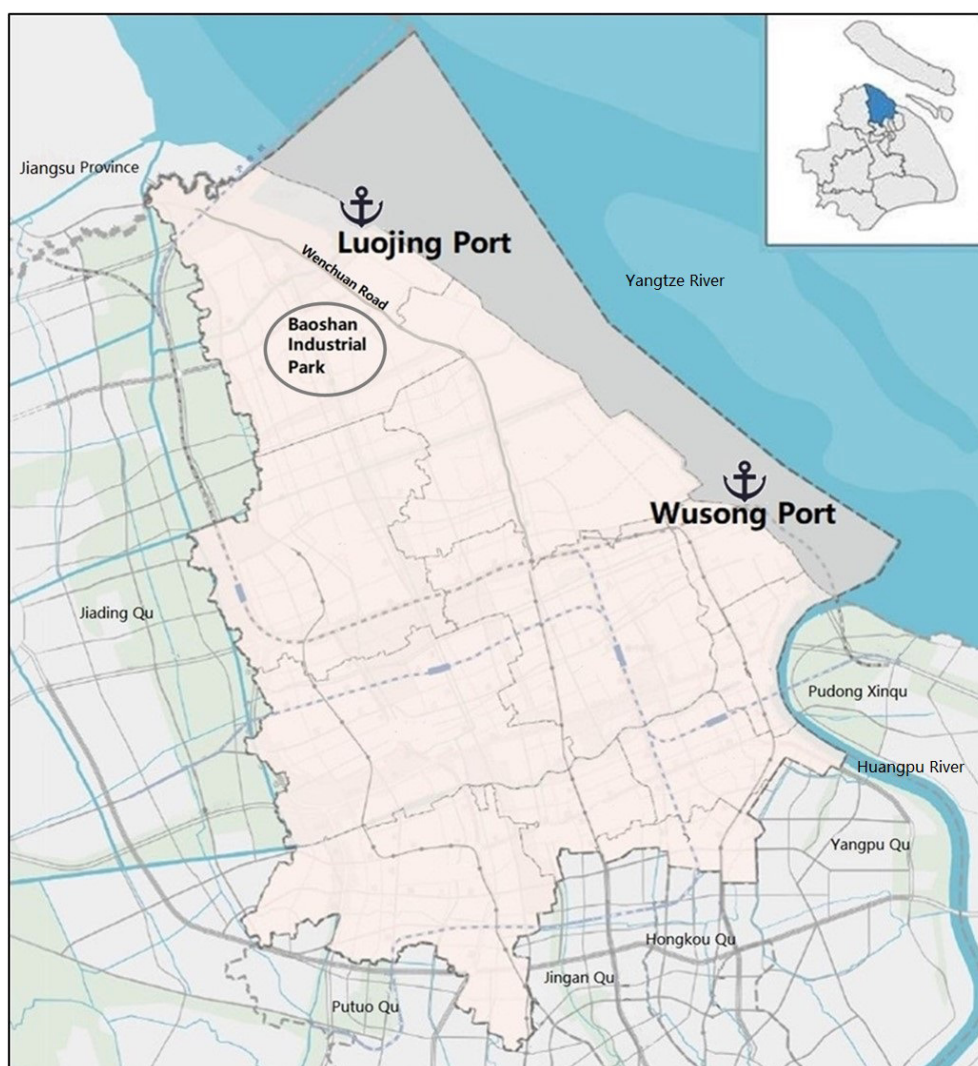 Jiangsu Province
Luojing Port
Wenchuan Road
Yangtze River
Baoshan
Industrial
Park
Wusong Port
Jiading Qu
Pudong Xinqu
Huangpu River
Yangpu Qu
Hongkou Qu
Jingan Qu
Putuo Qu